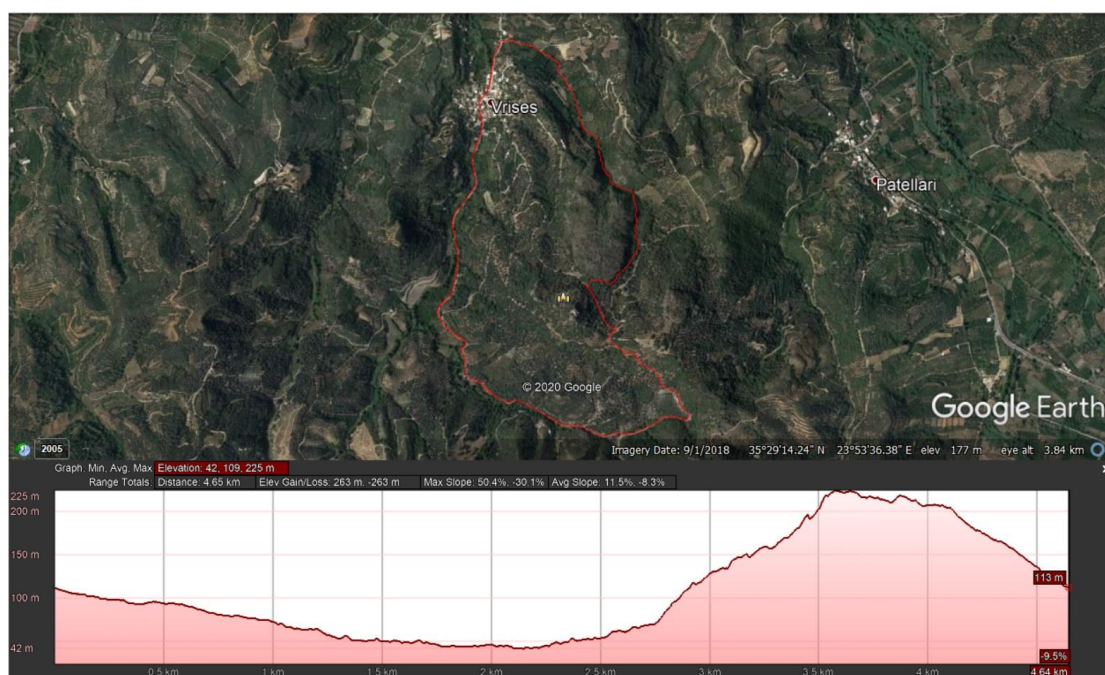 Vrises
Patellari
© 2020 Google
Google Earth
2005
Imagery Date: 9/1/2018 35°29'14.24" N 23°53'36.38" E elev 177 m eye alt 3.84 km
Graph: Min, Avg, Max Elevation: 42, 109, 225 m
Range Totals: Distance: 4.65 km Elev Gain/Loss: 263 m, -263 m Max Slope: 50.4%, -30.1% Avg Slope: 11.5%, -8.3%
225 m
200 m
150 m
113 m
100 m
42 m
-9.5%
0.5 km 1 km 1.5 km 2 km 2.5 km 3 km 3.5 km 4 km 4.64 km